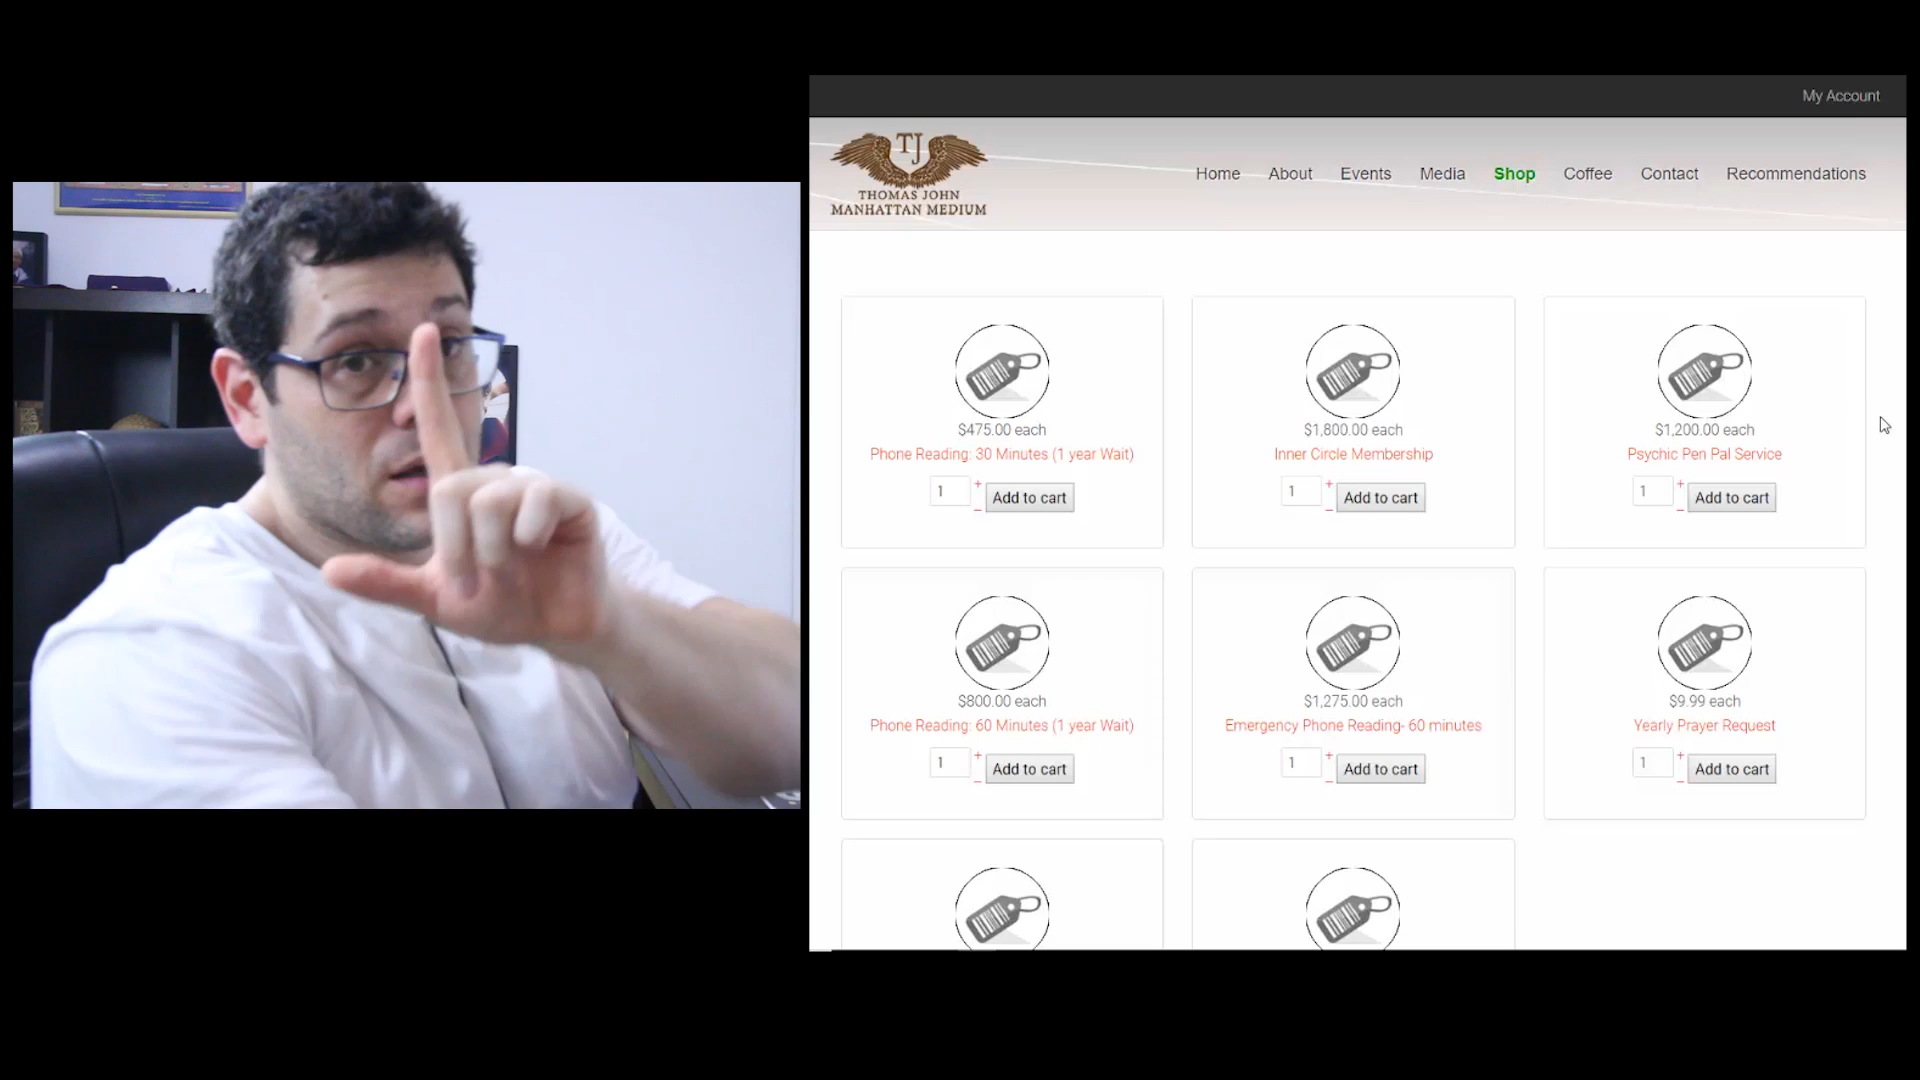 My Account
TJ
THOMAS JOHN
MANHATTAN MEDIUM
Home About Events Media Shop Coffee Contact Recommendations
$475.00 each
Phone Reading: 30 Minutes (1 year Wait)
1 + - Add to cart
$1,800.00 each
Inner Circle Membership
1 + - Add to cart
$1,200.00 each
Psychic Pen Pal Service
1 + - Add to cart
$800.00 each
Phone Reading: 60 Minutes (1 year Wait)
1 + - Add to cart
$1,275.00 each
Emergency Phone Reading- 60 minutes
1 + - Add to cart
$9.99 each
Yearly Prayer Request
1 + - Add to cart